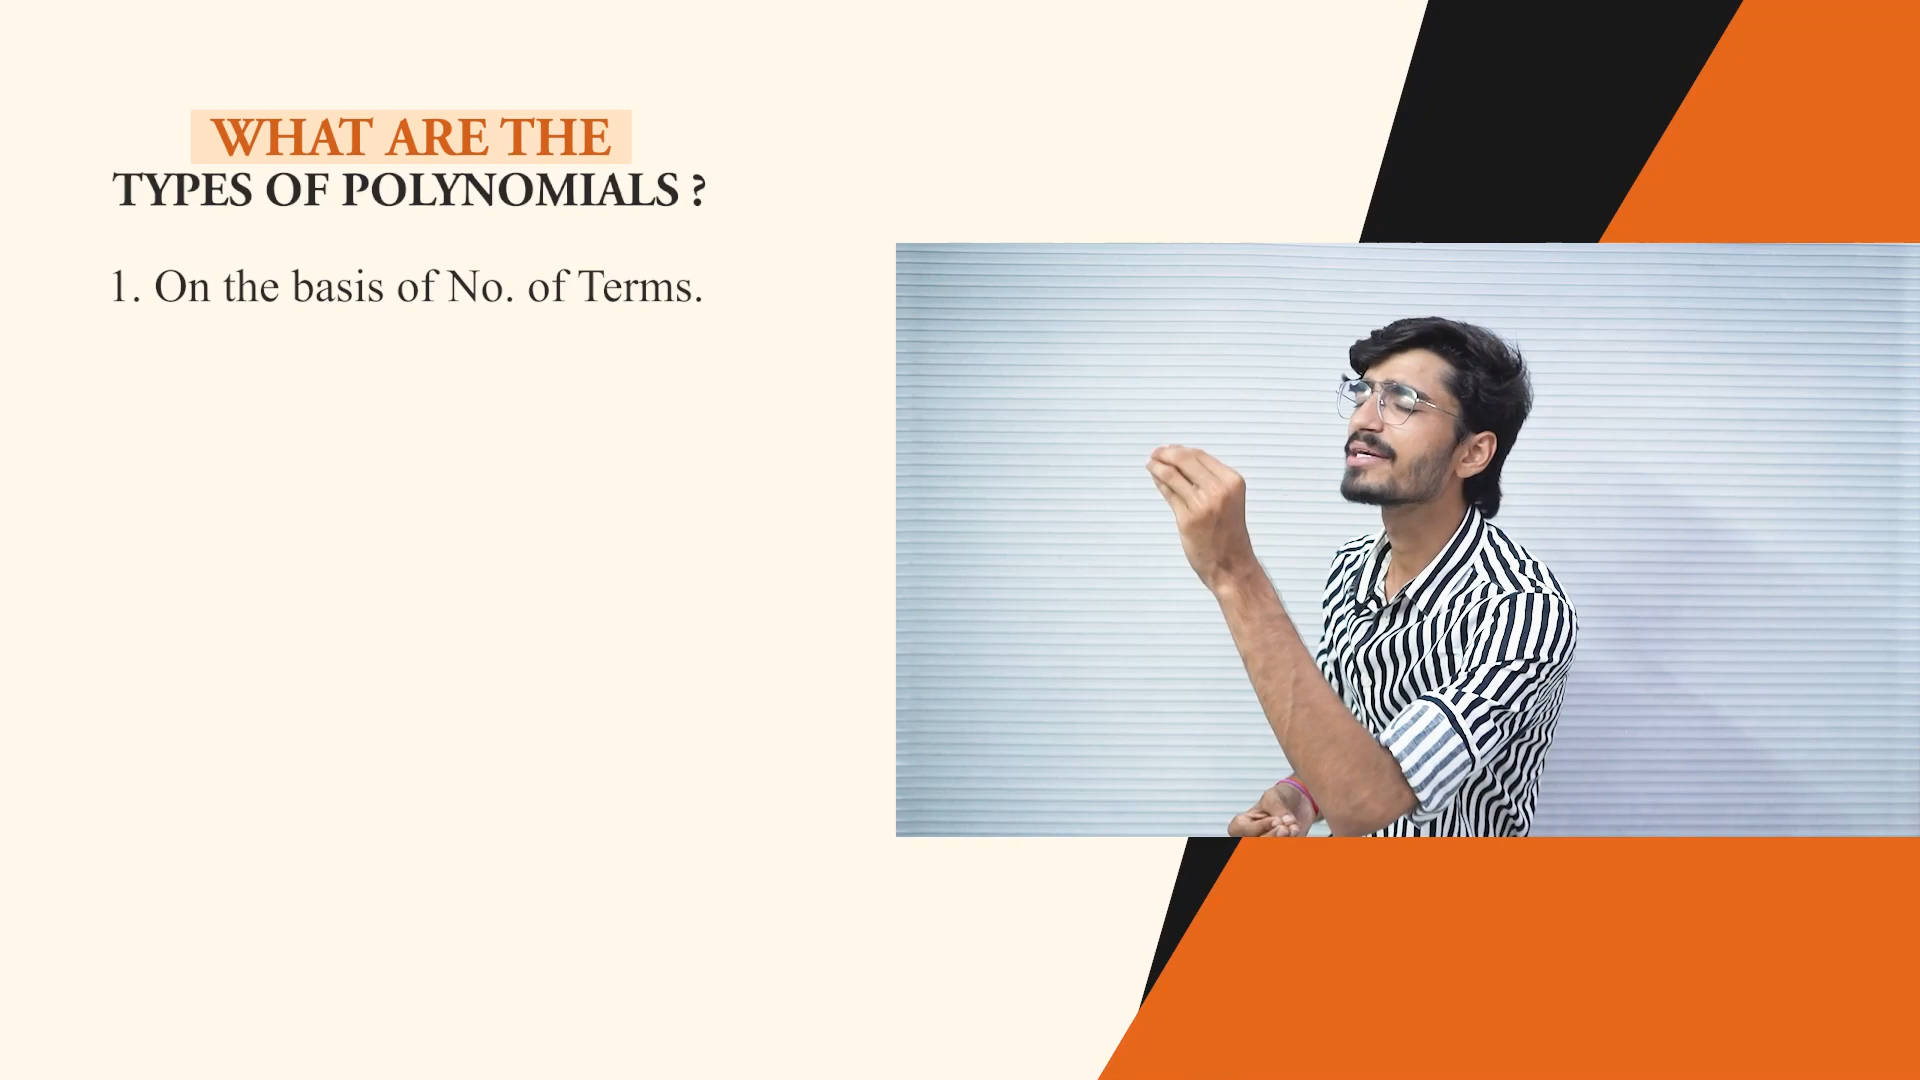 WHAT ARE THE
TYPES OF POLYNOMIALS ?
1. On the basis of No. of Terms.